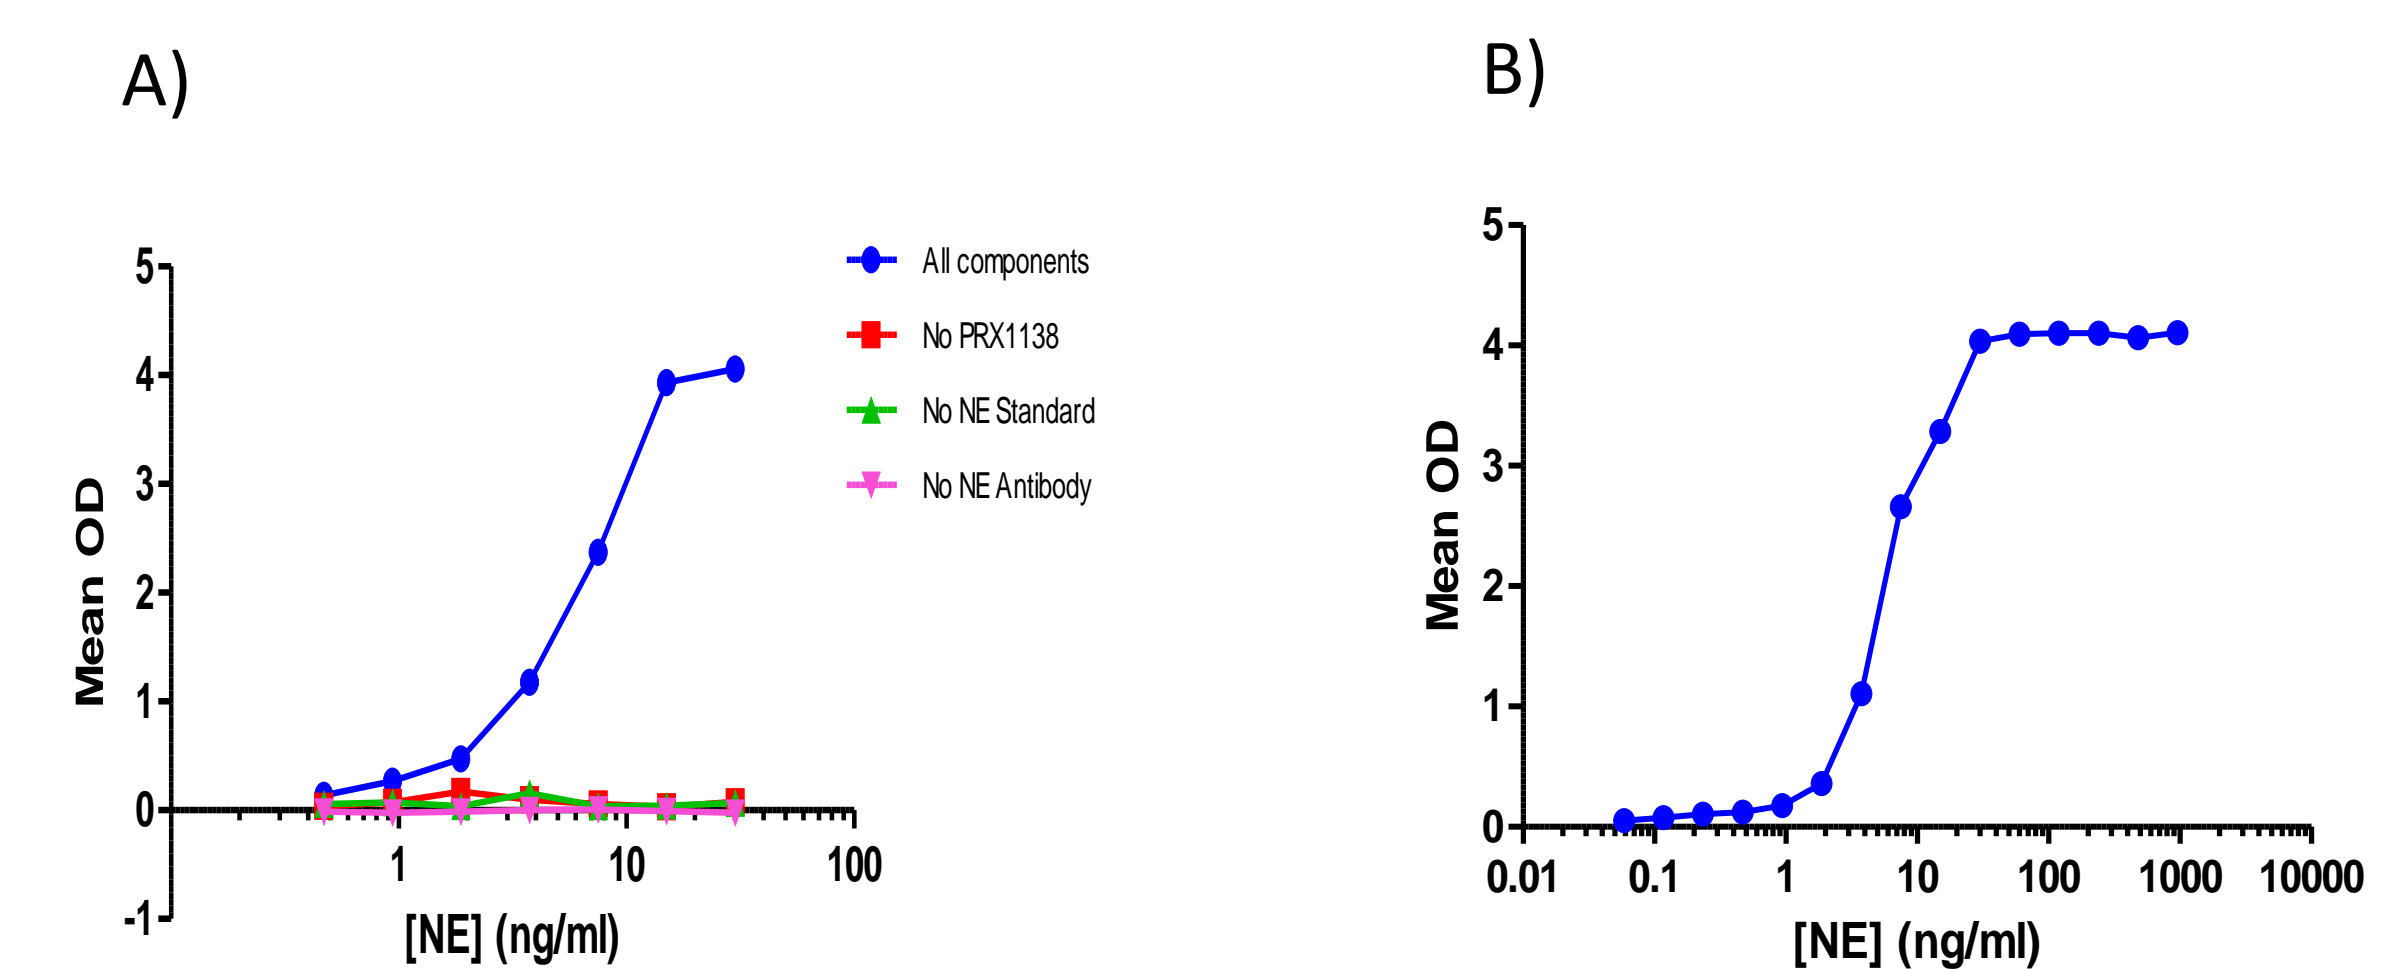 A)
5
4
3
2
1
0
-1
Mean OD
1 10 100
[NE] (ng/ml)
All components
No PRX1138
No NE Standard
No NE Antibody
B)
5
4
3
2
1
0
Mean OD
0.01 0.1 1 10 100 1000 10000
[NE] (ng/ml)